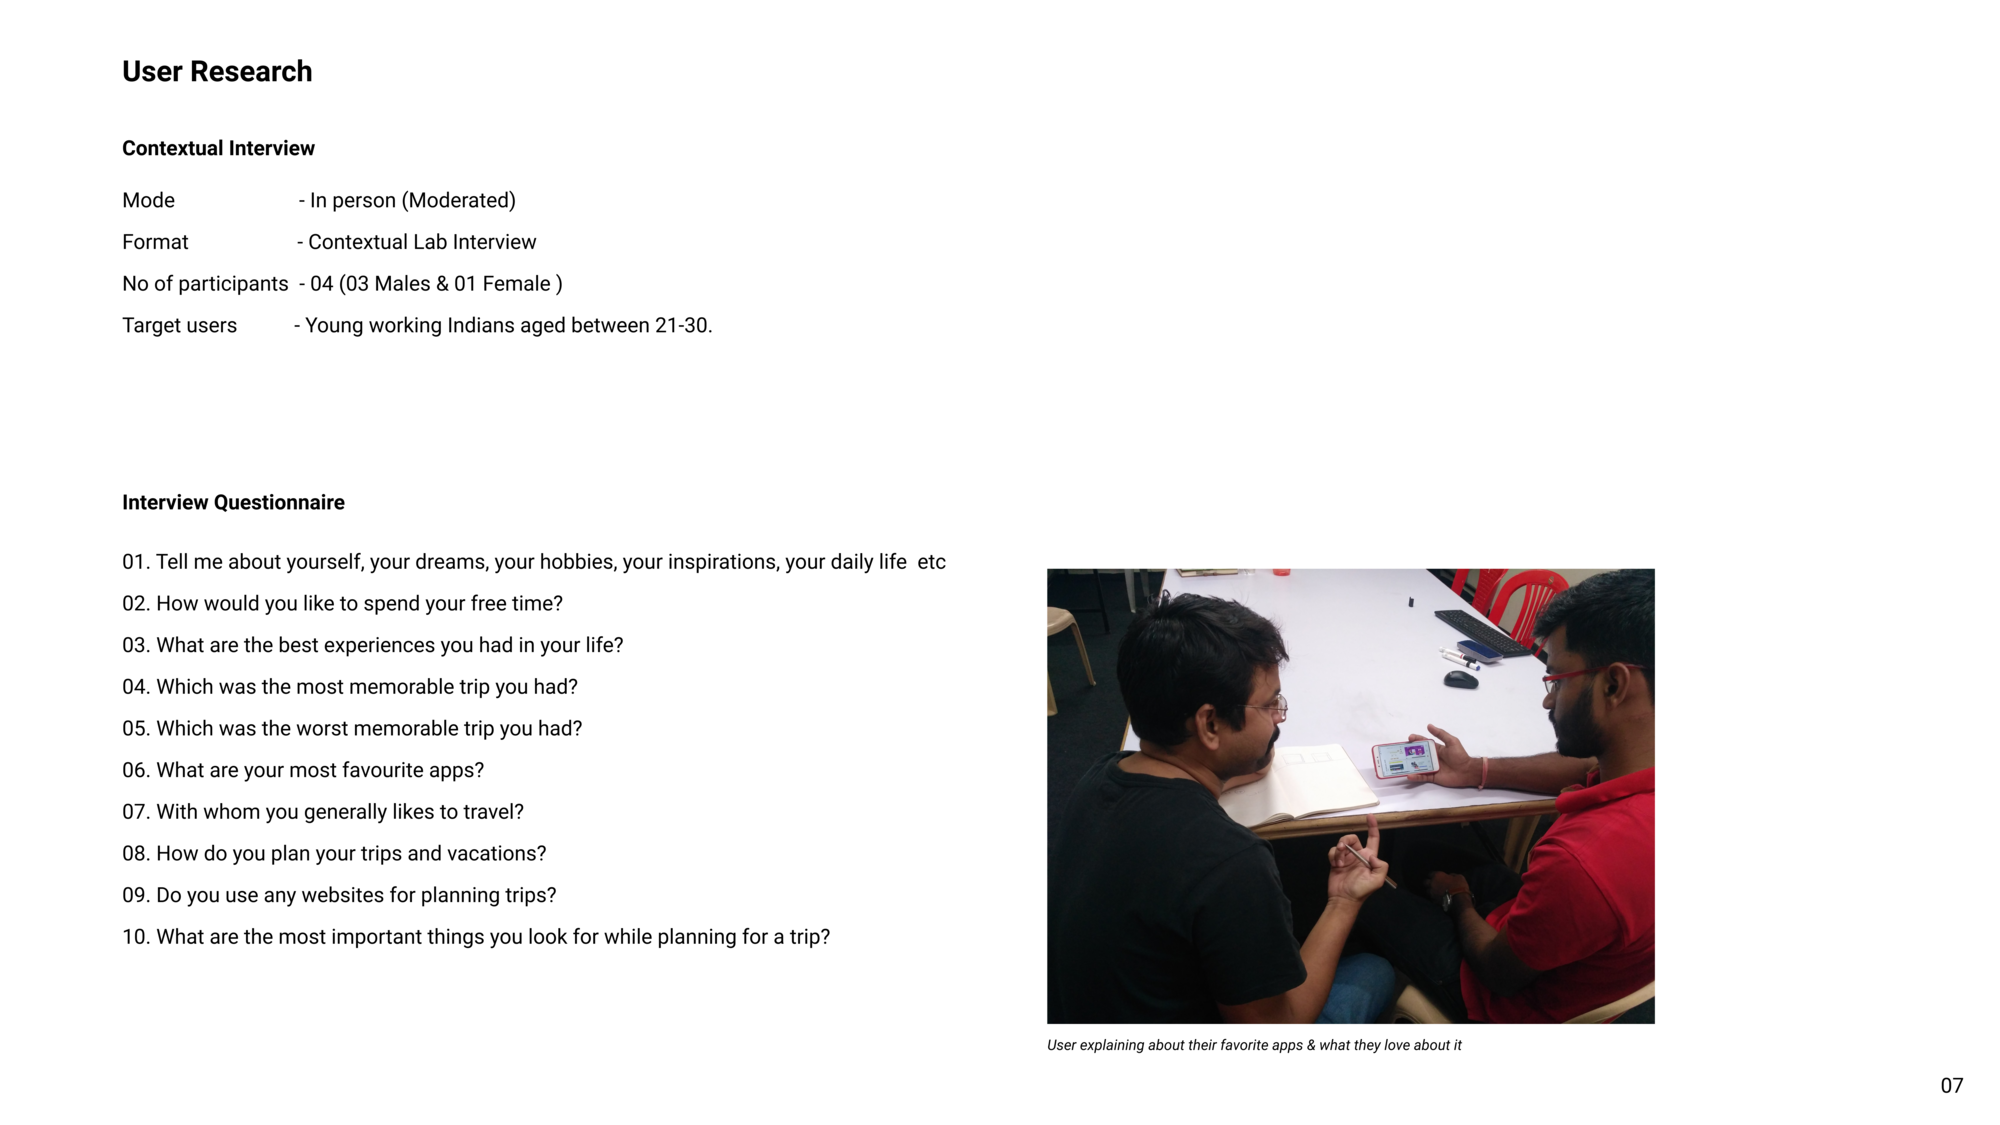 User Research
Contextual Interview
Mode - In person (Moderated)
Format - Contextual Lab Interview
No of participants - 04 (03 Males & 01 Female )
Target users - Young working Indians aged between 21-30.
Interview Questionnaire
01. Tell me about yourself, your dreams, your hobbies, your inspirations, your daily life  etc
02. How would you like to spend your free time?
03. What are the best experiences you had in your life?
04. Which was the most memorable trip you had?
05. Which was the worst memorable trip you had?
06. What are your most favourite apps?
07. With whom you generally likes to travel?
08. How do you plan your trips and vacations?
09. Do you use any websites for planning trips?
10. What are the most important things you look for while planning for a trip?
User explaining about their favorite apps & what they love about it
07